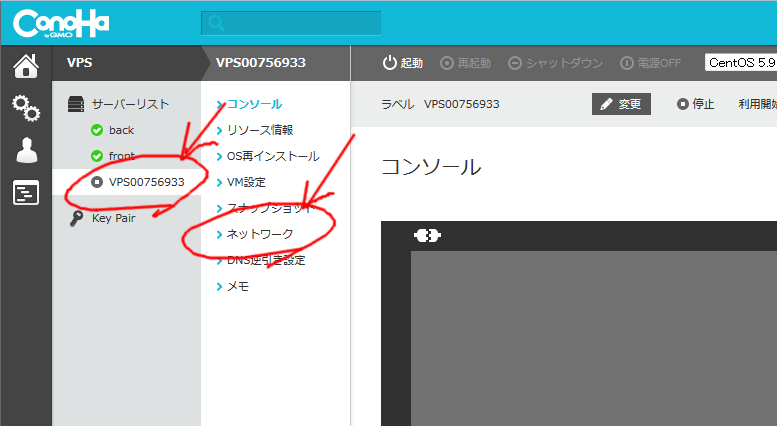 ConoHa
by GMO
VPS
VPS00756933
起動
再起動
シャットダウン
電源OFF
CentOS 5.9
サーバーリスト
back
front
VPS00756933
Key Pair
コンソール
リソース情報
OS再インストール
VM設定
スナップショット
ネットワーク
DNS逆引き設定
メモ
ラベル VPS00756933
変更
停止
利用開始
コンソール